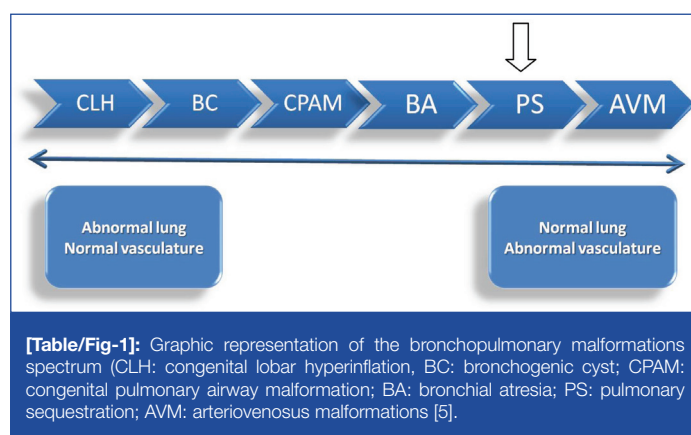 CLH BC CPAM BA PS AVM
Abnormal lung
Normal vasculature
Normal lung
Abnormal vasculature
[Table/Fig-1]: Graphic representation of the bronchopulmonary malformations
spectrum (CLH: congenital lobar hyperinflation, BC: bronchogenic cyst; CPAM:
congenital pulmonary airway malformation; BA: bronchial atresia; PS: pulmonary
sequestration; AVM: arteriovenosus malformations [5].